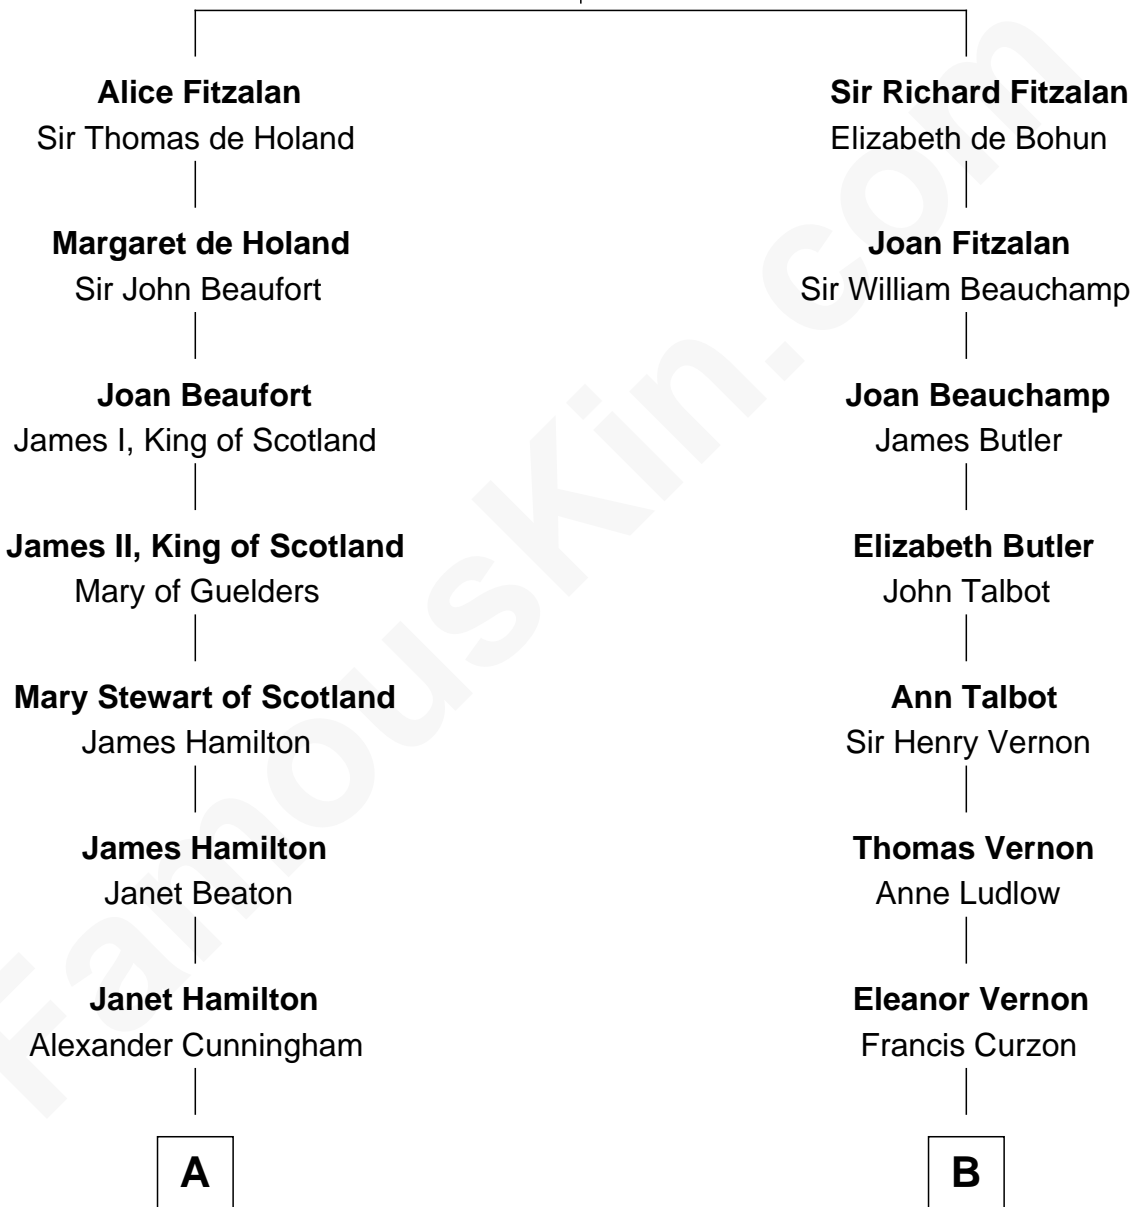 Alice Fitzalan
Sir Thomas de Holand
Margaret de Holand
Sir John Beaufort
Joan Beaufort
James I, King of Scotland
James II, King of Scotland
Mary of Guelders
Mary Stewart of Scotland
James Hamilton
James Hamilton
Janet Beaton
Janet Hamilton
Alexander Cunningham
A
Sir Richard Fitzalan
Elizabeth de Bohun
Joan Fitzalan
Sir William Beauchamp
Joan Beauchamp
James Butler
Elizabeth Butler
John Talbot
Ann Talbot
Sir Henry Vernon
Thomas Vernon
Anne Ludlow
Eleanor Vernon
Francis Curzon
B
FamousKin.com